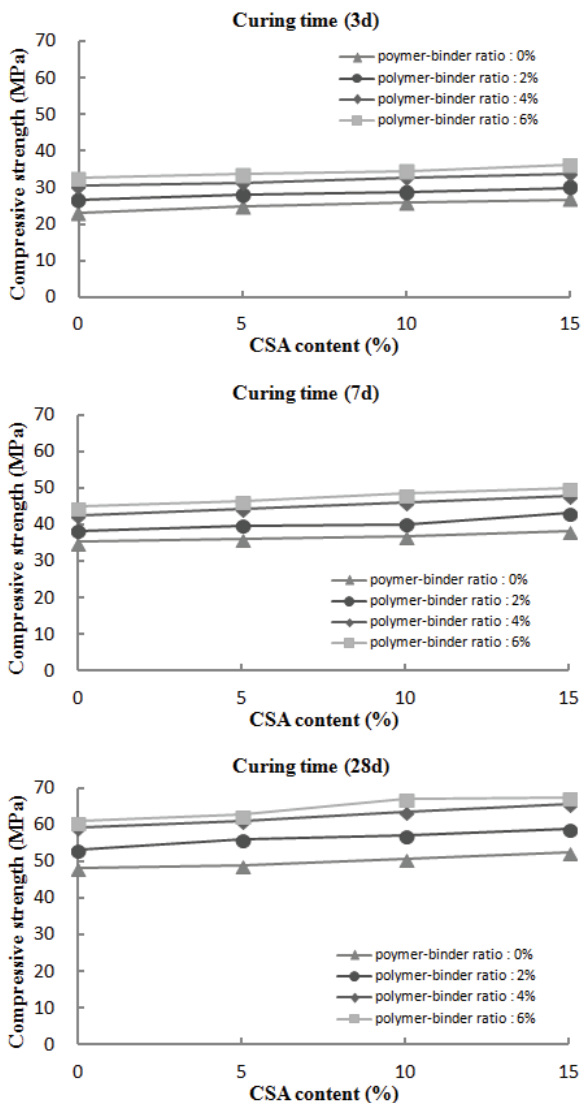 Curing time (3d)
Compressive strength (MPa)
70
60
50
40
30
20
10
0
poymer-binder ratio : 0%
polymer-binder ratio : 2%
polymer-binder ratio : 4%
polymer-binder ratio : 6%
0 5 10 15
CSA content (%)
Curing time (7d)
Compressive strength (MPa)
70
60
50
40
30
20
10
0
poymer-binder ratio : 0%
polymer-binder ratio : 2%
polymer-binder ratio : 4%
polymer-binder ratio : 6%
0 5 10 15
CSA content (%)
Curing time (28d)
Compressive strength (MPa)
70
60
50
40
30
20
10
0
poymer-binder ratio : 0%
polymer-binder ratio : 2%
polymer-binder ratio : 4%
polymer-binder ratio : 6%
0 5 10 15
CSA content (%)